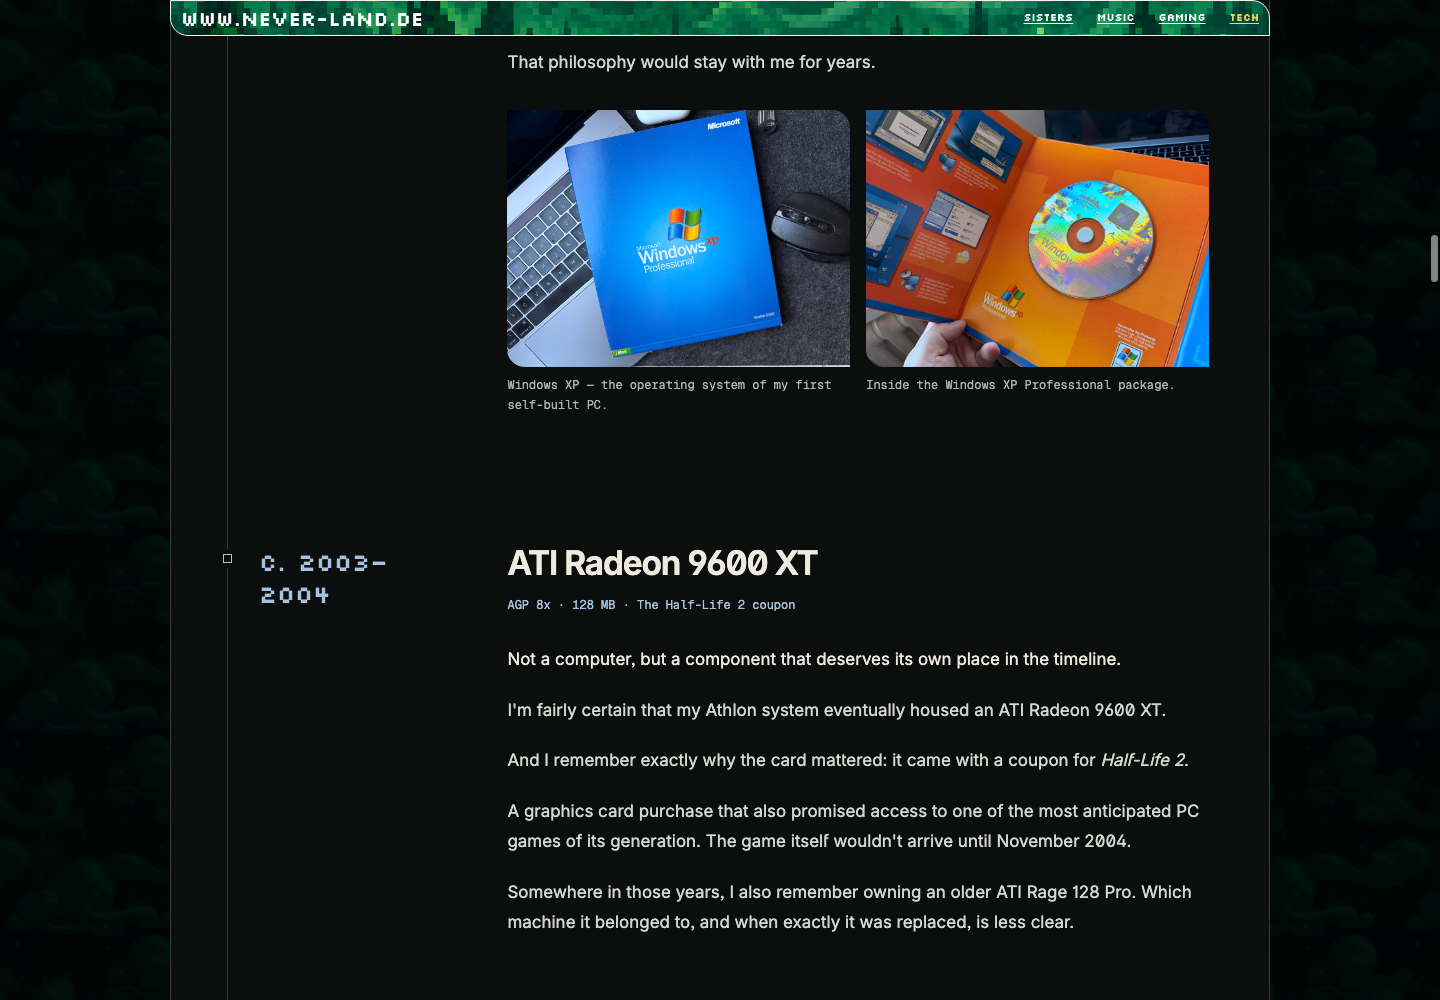 WWW.NEVER-LAND.DE
SISTERS MUSIC GAMING TECH
That philosophy would stay with me for years.
Microsoft
Microsoft
Windows xp
Professional
Windows xp
Windows XP — the operating system of my first
self-built PC.
Inside the Windows XP Professional package.
C. 2003–
2004
ATI Radeon 9600 XT
AGP 8x · 128 MB · The Half-Life 2 coupon
Not a computer, but a component that deserves its own place in the timeline.
I'm fairly certain that my Athlon system eventually housed an ATI Radeon 9600 XT.
And I remember exactly why the card mattered: it came with a coupon for Half-Life 2.
A graphics card purchase that also promised access to one of the most anticipated PC
games of its generation. The game itself wouldn't arrive until November 2004.
Somewhere in those years, I also remember owning an older ATI Rage 128 Pro. Which
machine it belonged to, and when exactly it was replaced, is less clear.